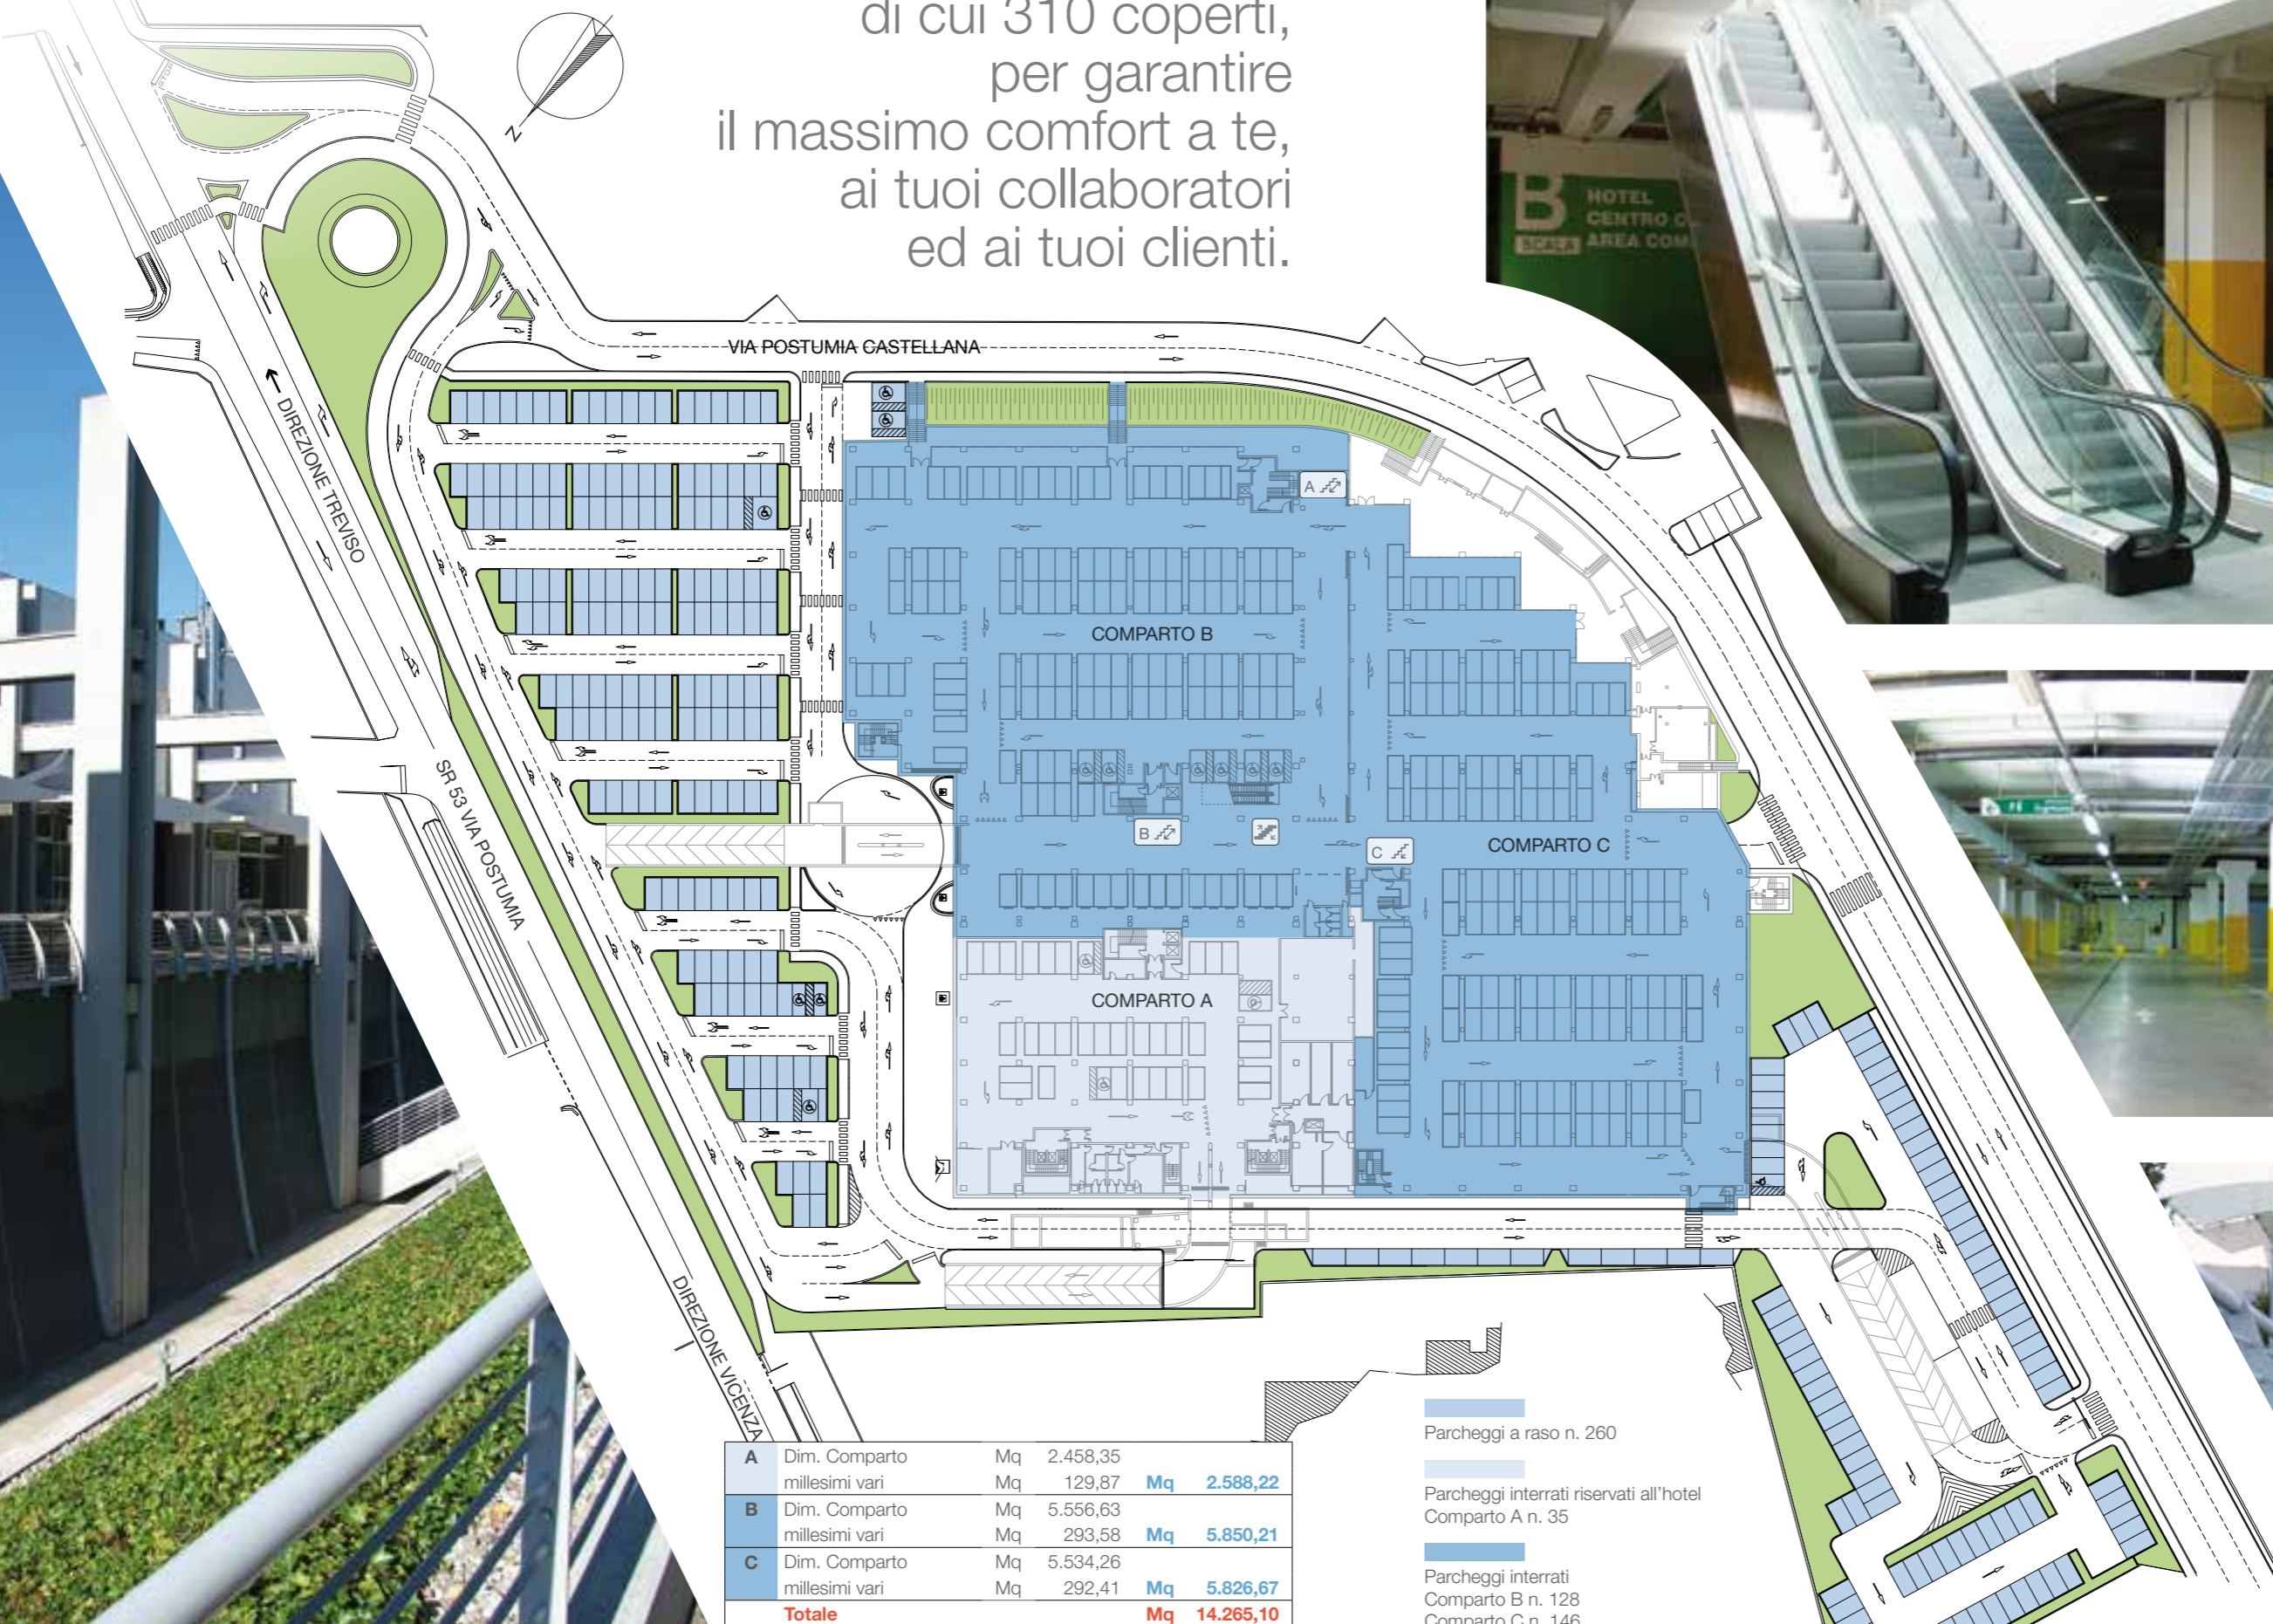 di cui 310 coperti,
per garantire
il massimo comfort a te,
ai tuoi collaboratori
ed ai tuoi clienti.
N
STOP
B
SCALA
HOTEL
CENTRO C
AREA COM
VIA POSTUMIA CASTELLANA
DIREZIONE TREVISO
SR 53 VIA POSTUMIA
DIREZIONE VICENZA
A
COMPARTO B
B
C
COMPARTO C
COMPARTO A
A Dim. Comparto Mq 2.458,35
millesimi vari Mq 129,87 Mq 2.588,22
B Dim. Comparto Mq 5.556,63
millesimi vari Mq 293,58 Mq 5.850,21
C Dim. Comparto Mq 5.534,26
millesimi vari Mq 292,41 Mq 5.826,67
Totale Mq 14.265,10
Parcheggi a raso n. 260
Parcheggi interrati riservati all'hotel
Comparto A n. 35
Parcheggi interrati
Comparto B n. 128
Comparto C n. 146